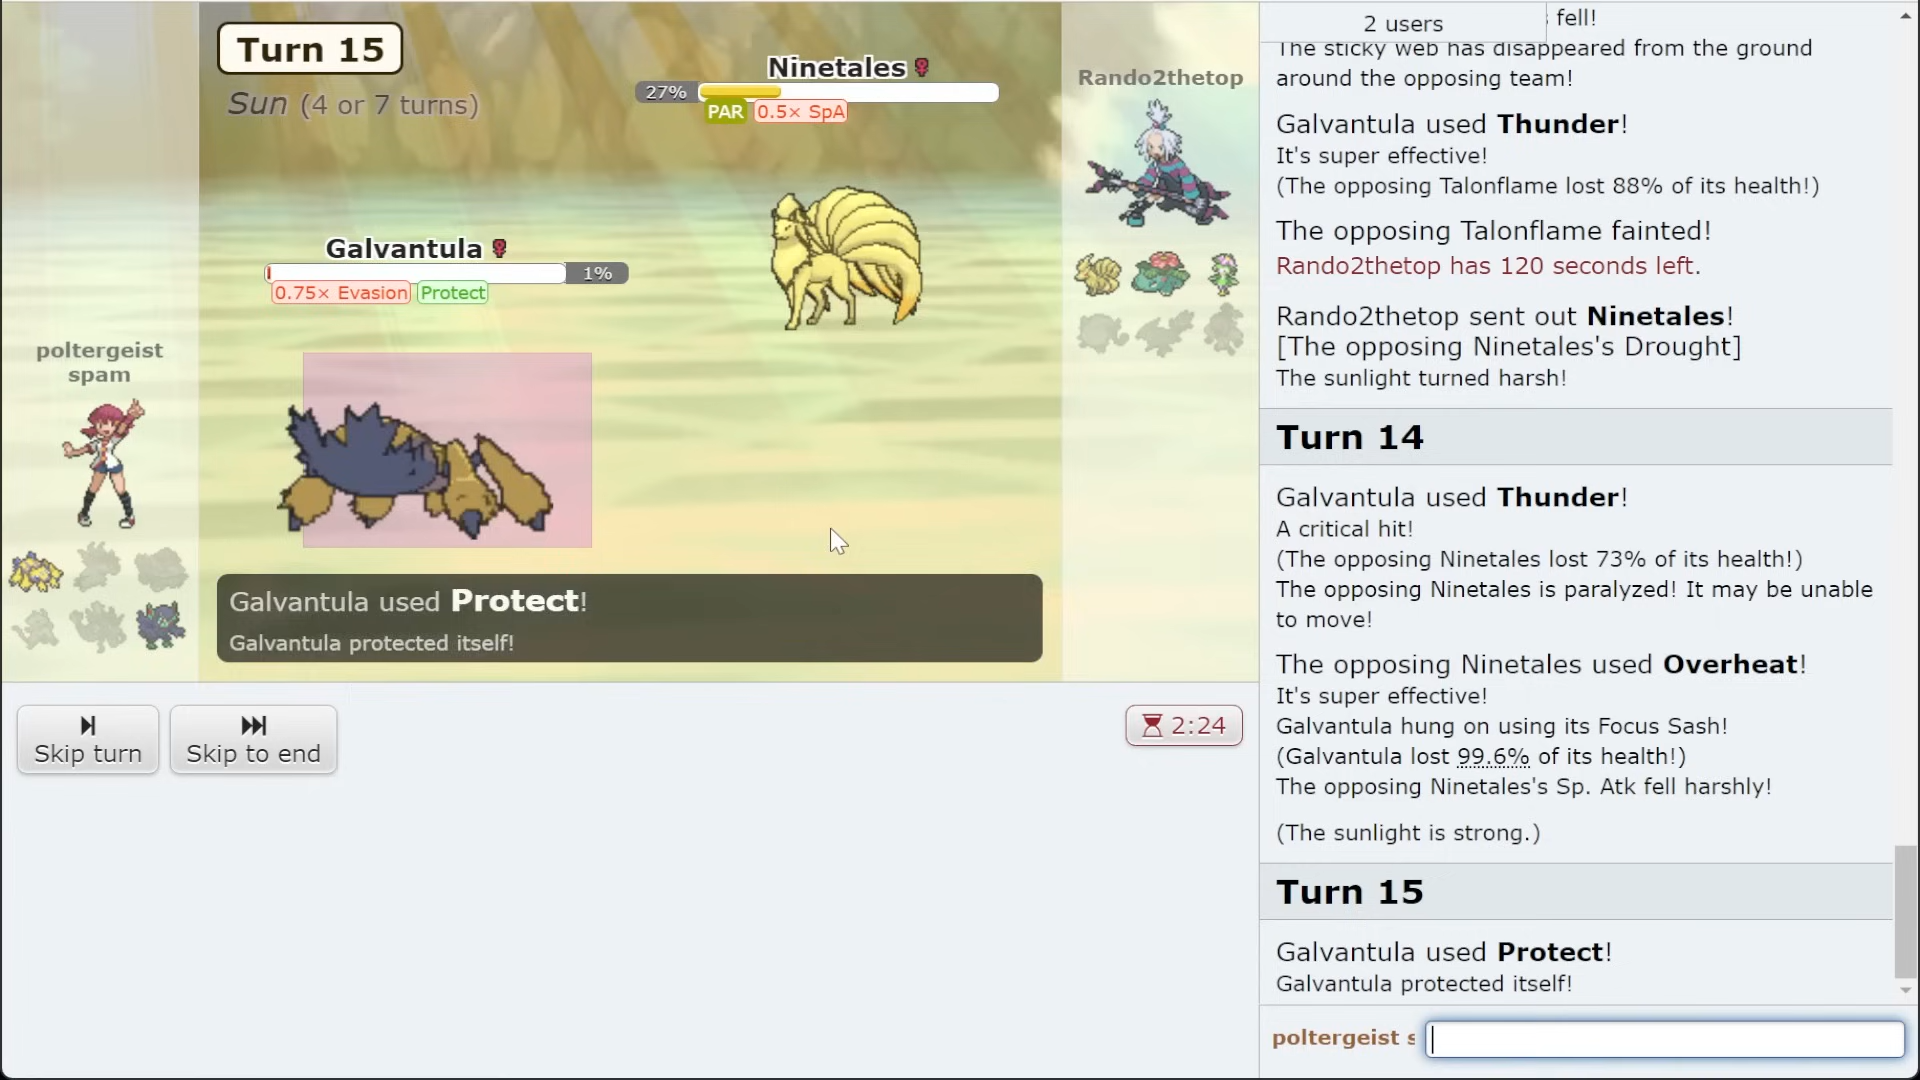 Turn 15
Sun (4 or 7 turns)
Ninetales
27%
PAR 0.5× SpA
Galvantula
1%
0.75× Evasion Protect
poltergeist
spam
Rando2thetop
Galvantula used Protect!
Galvantula protected itself!
Skip turn
Skip to end
2:24
2 users
fell!
The sticky web has disappeared from the ground
around the opposing team!
Galvantula used Thunder!
It's super effective!
(The opposing Talonflame lost 88% of its health!)
The opposing Talonflame fainted!
Rando2thetop has 120 seconds left.
Rando2thetop sent out Ninetales!
[The opposing Ninetales's Drought]
The sunlight turned harsh!
Turn 14
Galvantula used Thunder!
A critical hit!
(The opposing Ninetales lost 73% of its health!)
The opposing Ninetales is paralyzed! It may be unable
to move!
The opposing Ninetales used Overheat!
It's super effective!
Galvantula hung on using its Focus Sash!
(Galvantula lost 99.6% of its health!)
The opposing Ninetales's Sp. Atk fell harshly!
(The sunlight is strong.)
Turn 15
Galvantula used Protect!
Galvantula protected itself!
poltergeist s